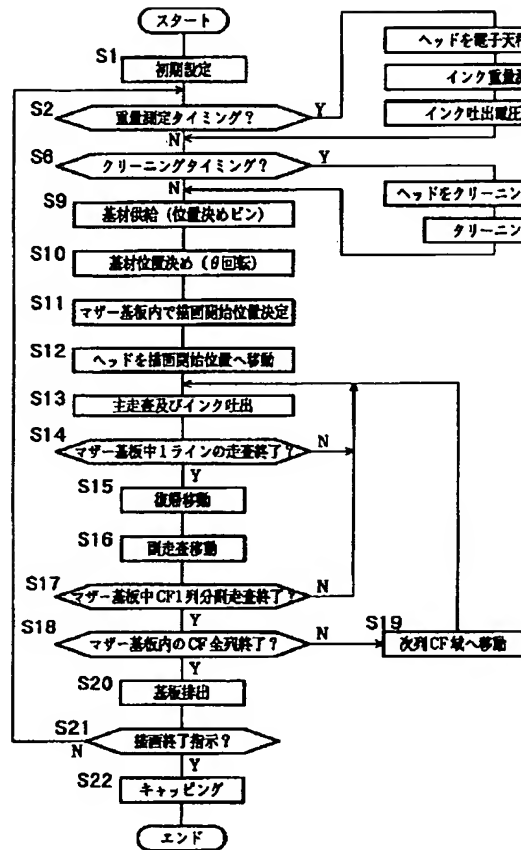 スタート
S1
初期設定
S2
重量測定タイミング?
Y
N
ヘッドを電子天秤
インク重量測
インク吐出電圧
S6
クリーニングタイミング?
Y
N
ヘッドをクリーニン
クリーニン
S9
基材供給(位置決めピン)
S10
基材位置決め(θ回転)
S11
マザー基板内で描画開始位置決定
S12
ヘッドを描画開始位置へ移動
S13
主走査及びインク吐出
S14
マザー基板中1ラインの走査終了?
N
Y
S15
復帰移動
S16
副走査移動
S17
マザー基板中CF1列分副走査終了?
N
Y
S18
マザー基板内のCF全列終了?
N
Y
S19
次列CF域へ移動
S20
基板排出
S21
描画終了指示?
N
Y
S22
キャッピング
エンド